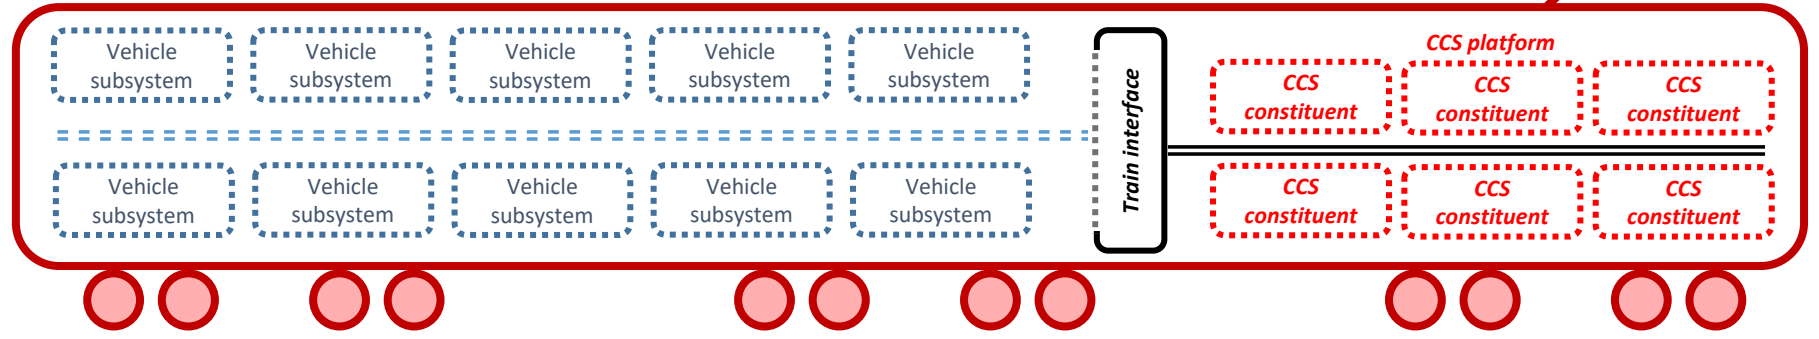 Vehicle
subsystem
Vehicle
subsystem
Vehicle
subsystem
Vehicle
subsystem
Vehicle
subsystem
Vehicle
subsystem
Vehicle
subsystem
Vehicle
subsystem
Vehicle
subsystem
Vehicle
subsystem
Train interface
CCS platform
CCS
constituent
CCS
constituent
CCS
constituent
CCS
constituent
CCS
constituent
CCS
constituent